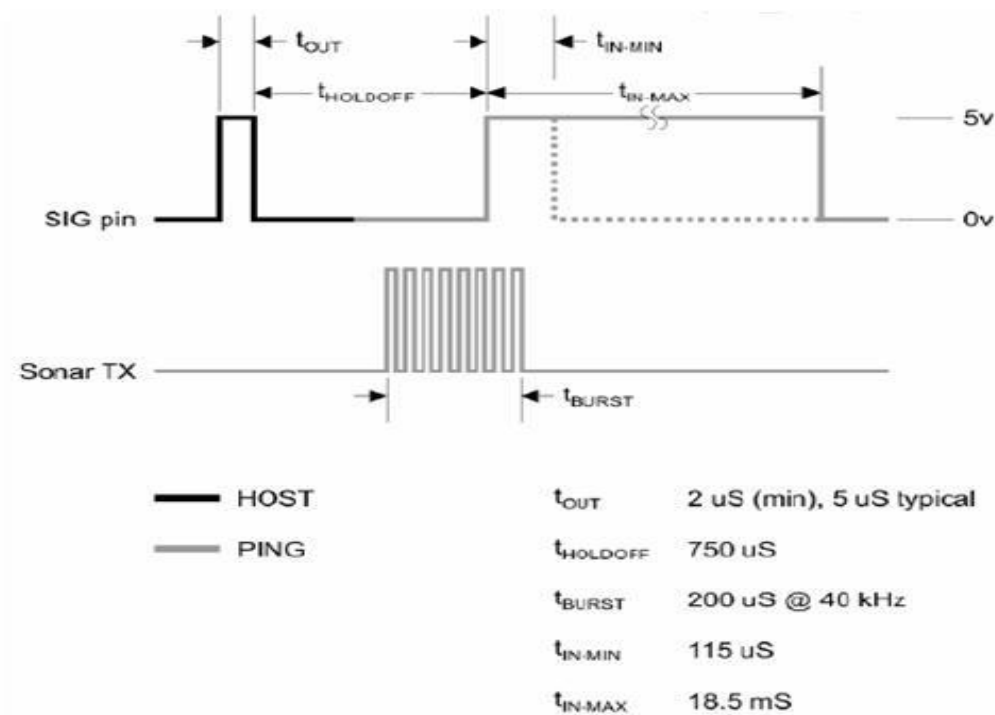 tOUT
tIN-MIN
tHOLDOFF
tIN-MAX
5v
SIG pin
0v
Sonar TX
tBURST
HOST
PING
tOUT 2 uS (min), 5 uS typical
tHOLDOFF 750 uS
tBURST 200 uS @ 40 kHz
tIN-MIN 115 uS
tIN-MAX 18.5 mS